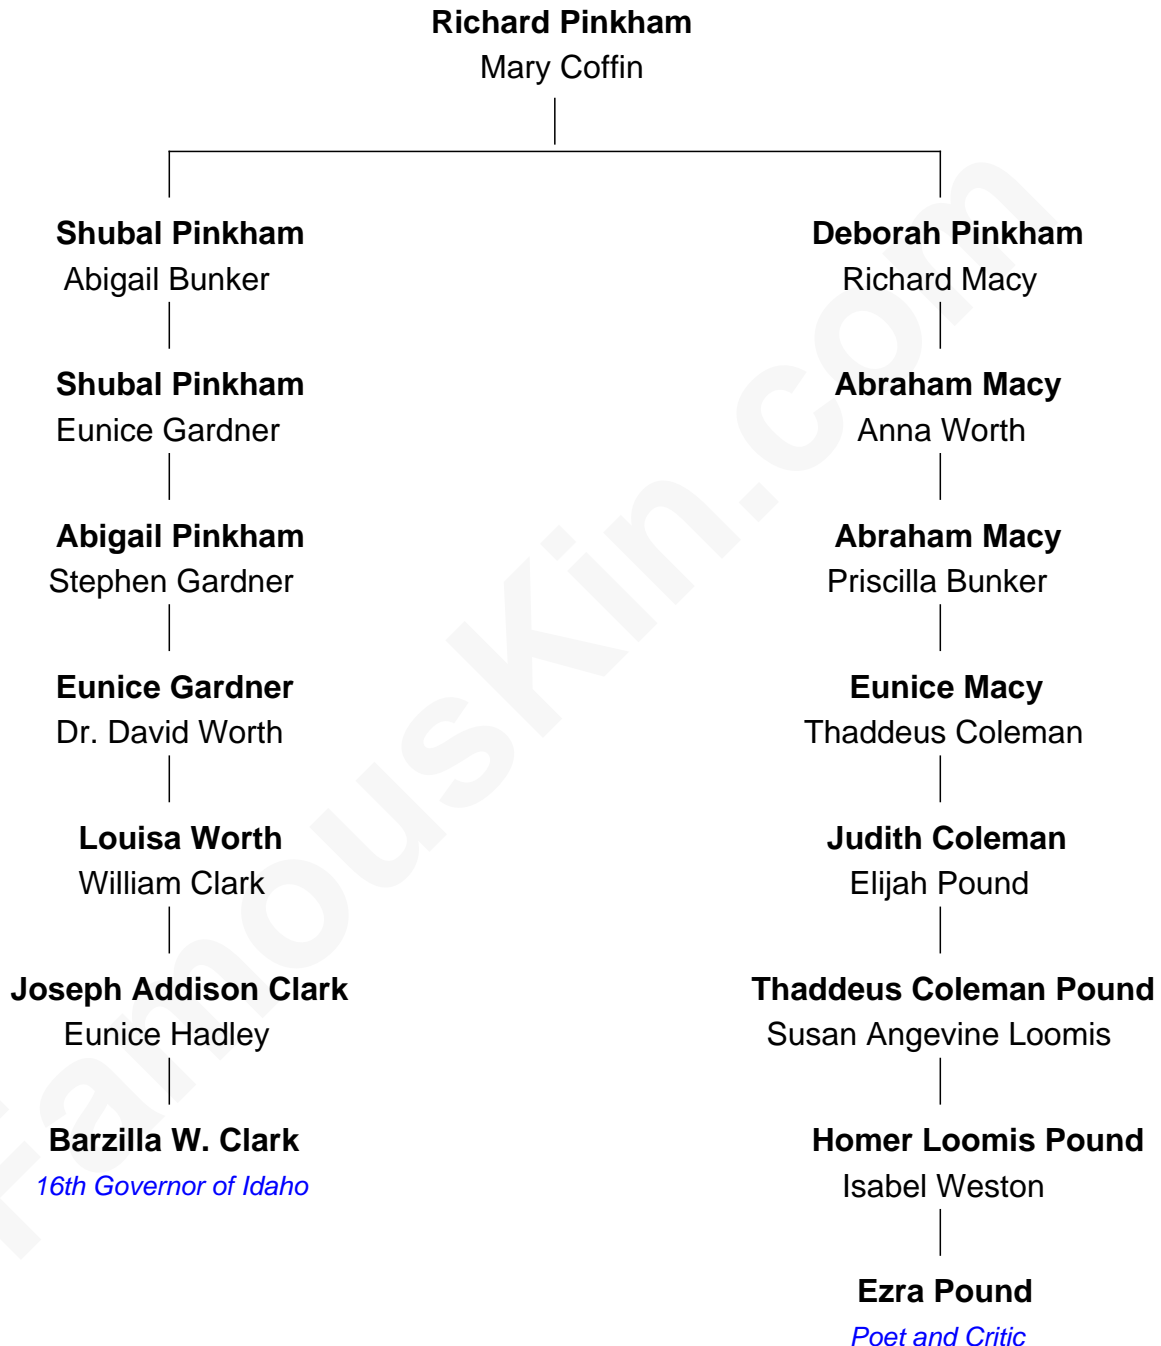 Richard Pinkham
Mary Coffin
Shubal Pinkham
Abigail Bunker
Deborah Pinkham
Richard Macy
Shubal Pinkham
Eunice Gardner
Abraham Macy
Anna Worth
Abigail Pinkham
Stephen Gardner
Abraham Macy
Priscilla Bunker
Eunice Gardner
Dr. David Worth
Eunice Macy
Thaddeus Coleman
Louisa Worth
William Clark
Judith Coleman
Elijah Pound
Joseph Addison Clark
Eunice Hadley
Thaddeus Coleman Pound
Susan Angevine Loomis
Barzilla W. Clark
16th Governor of Idaho
Homer Loomis Pound
Isabel Weston
Ezra Pound
Poet and Critic
FamousKin.com